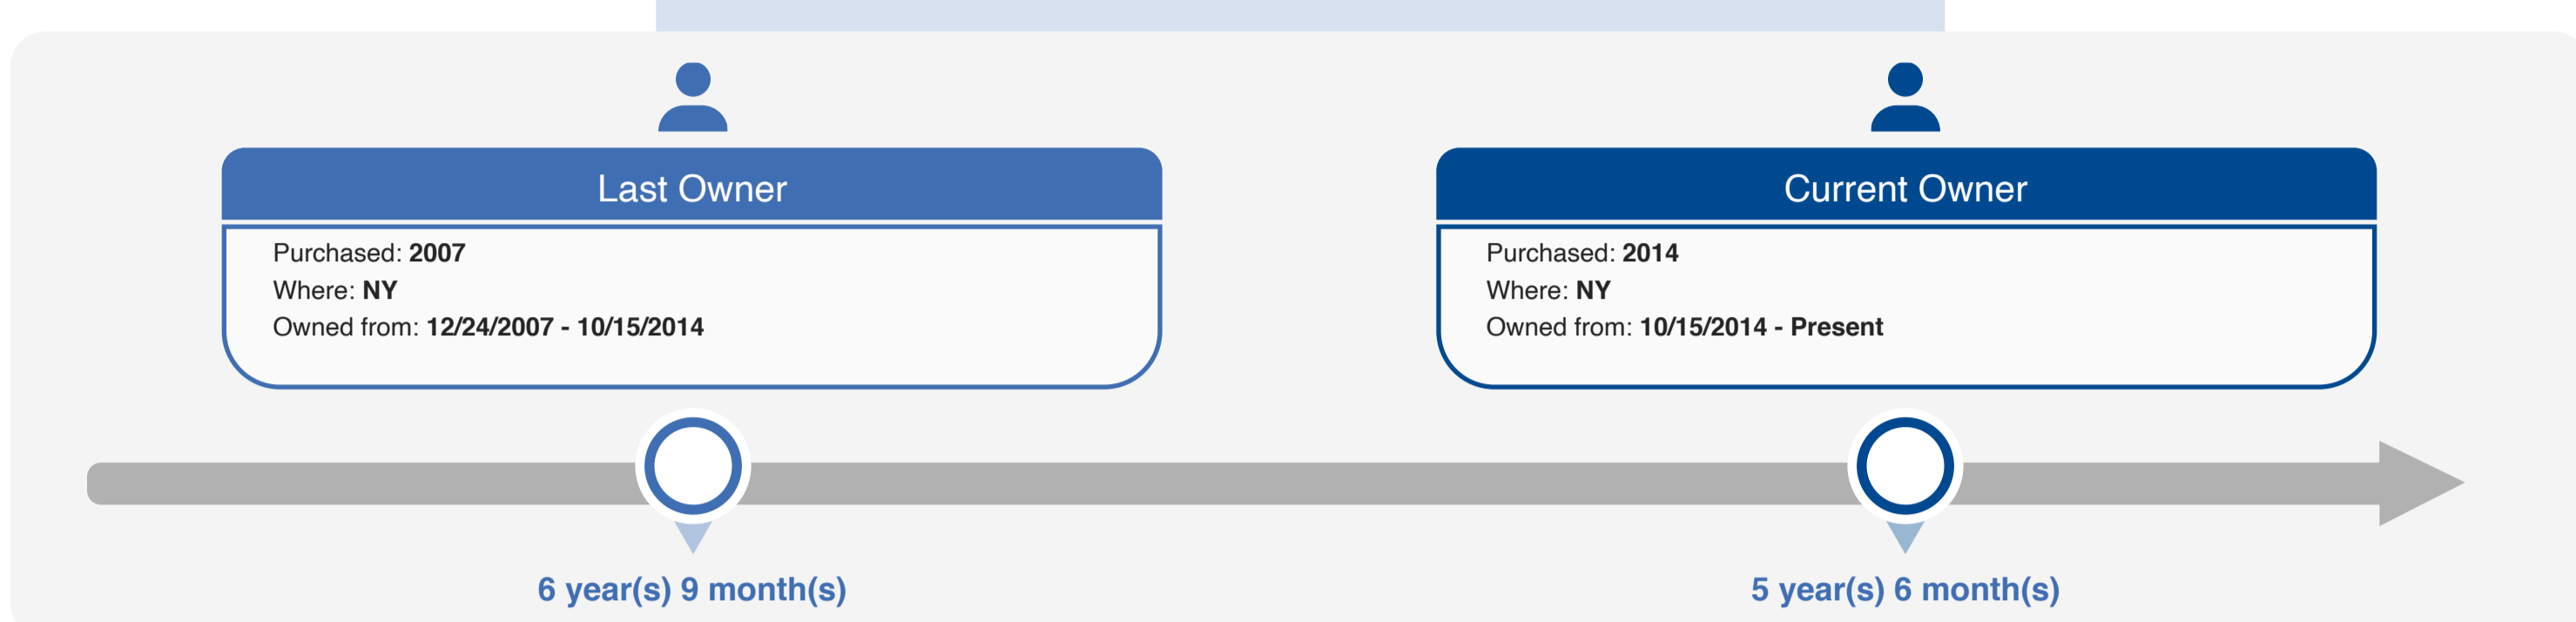 Last Owner
Purchased: 2007
Where: NY
Owned from: 12/24/2007 - 10/15/2014
6 year(s) 9 month(s)
Current Owner
Purchased: 2014
Where: NY
Owned from: 10/15/2014 - Present
5 year(s) 6 month(s)